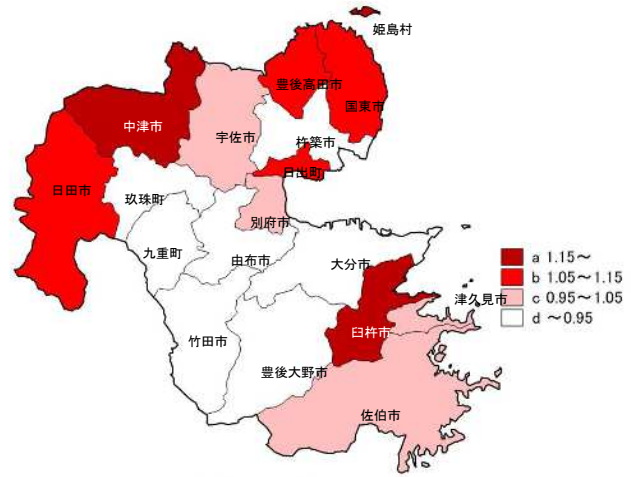 姫島村
豊後高田市
国東市
中津市
宇佐市
杵築市
日出町
日田市
玖珠町
別府市
九重町
由布市
大分市
津久見市
臼杵市
竹田市
豊後大野市
佐伯市
a 1.15～
b 1.05～1.15
c 0.95～1.05
d ～0.95